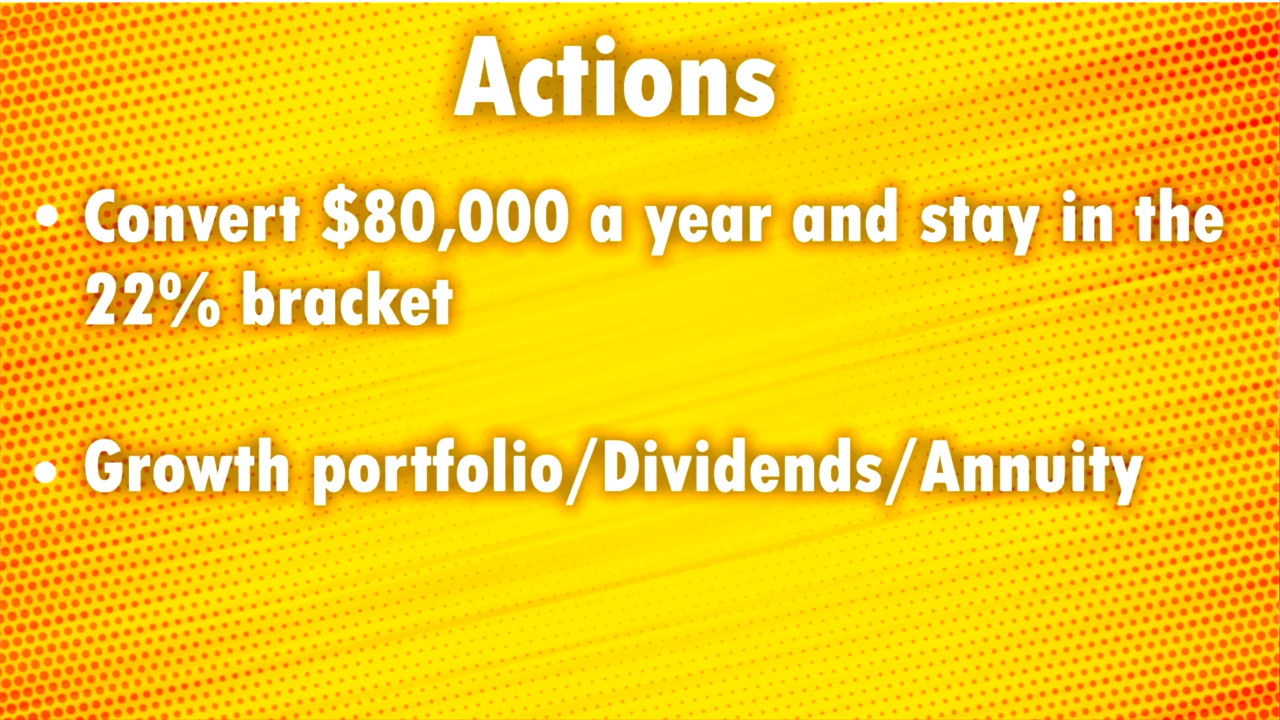 Actions
• Convert $80,000 a year and stay in the
22% bracket
• Growth portfolio/Dividends/Annuity